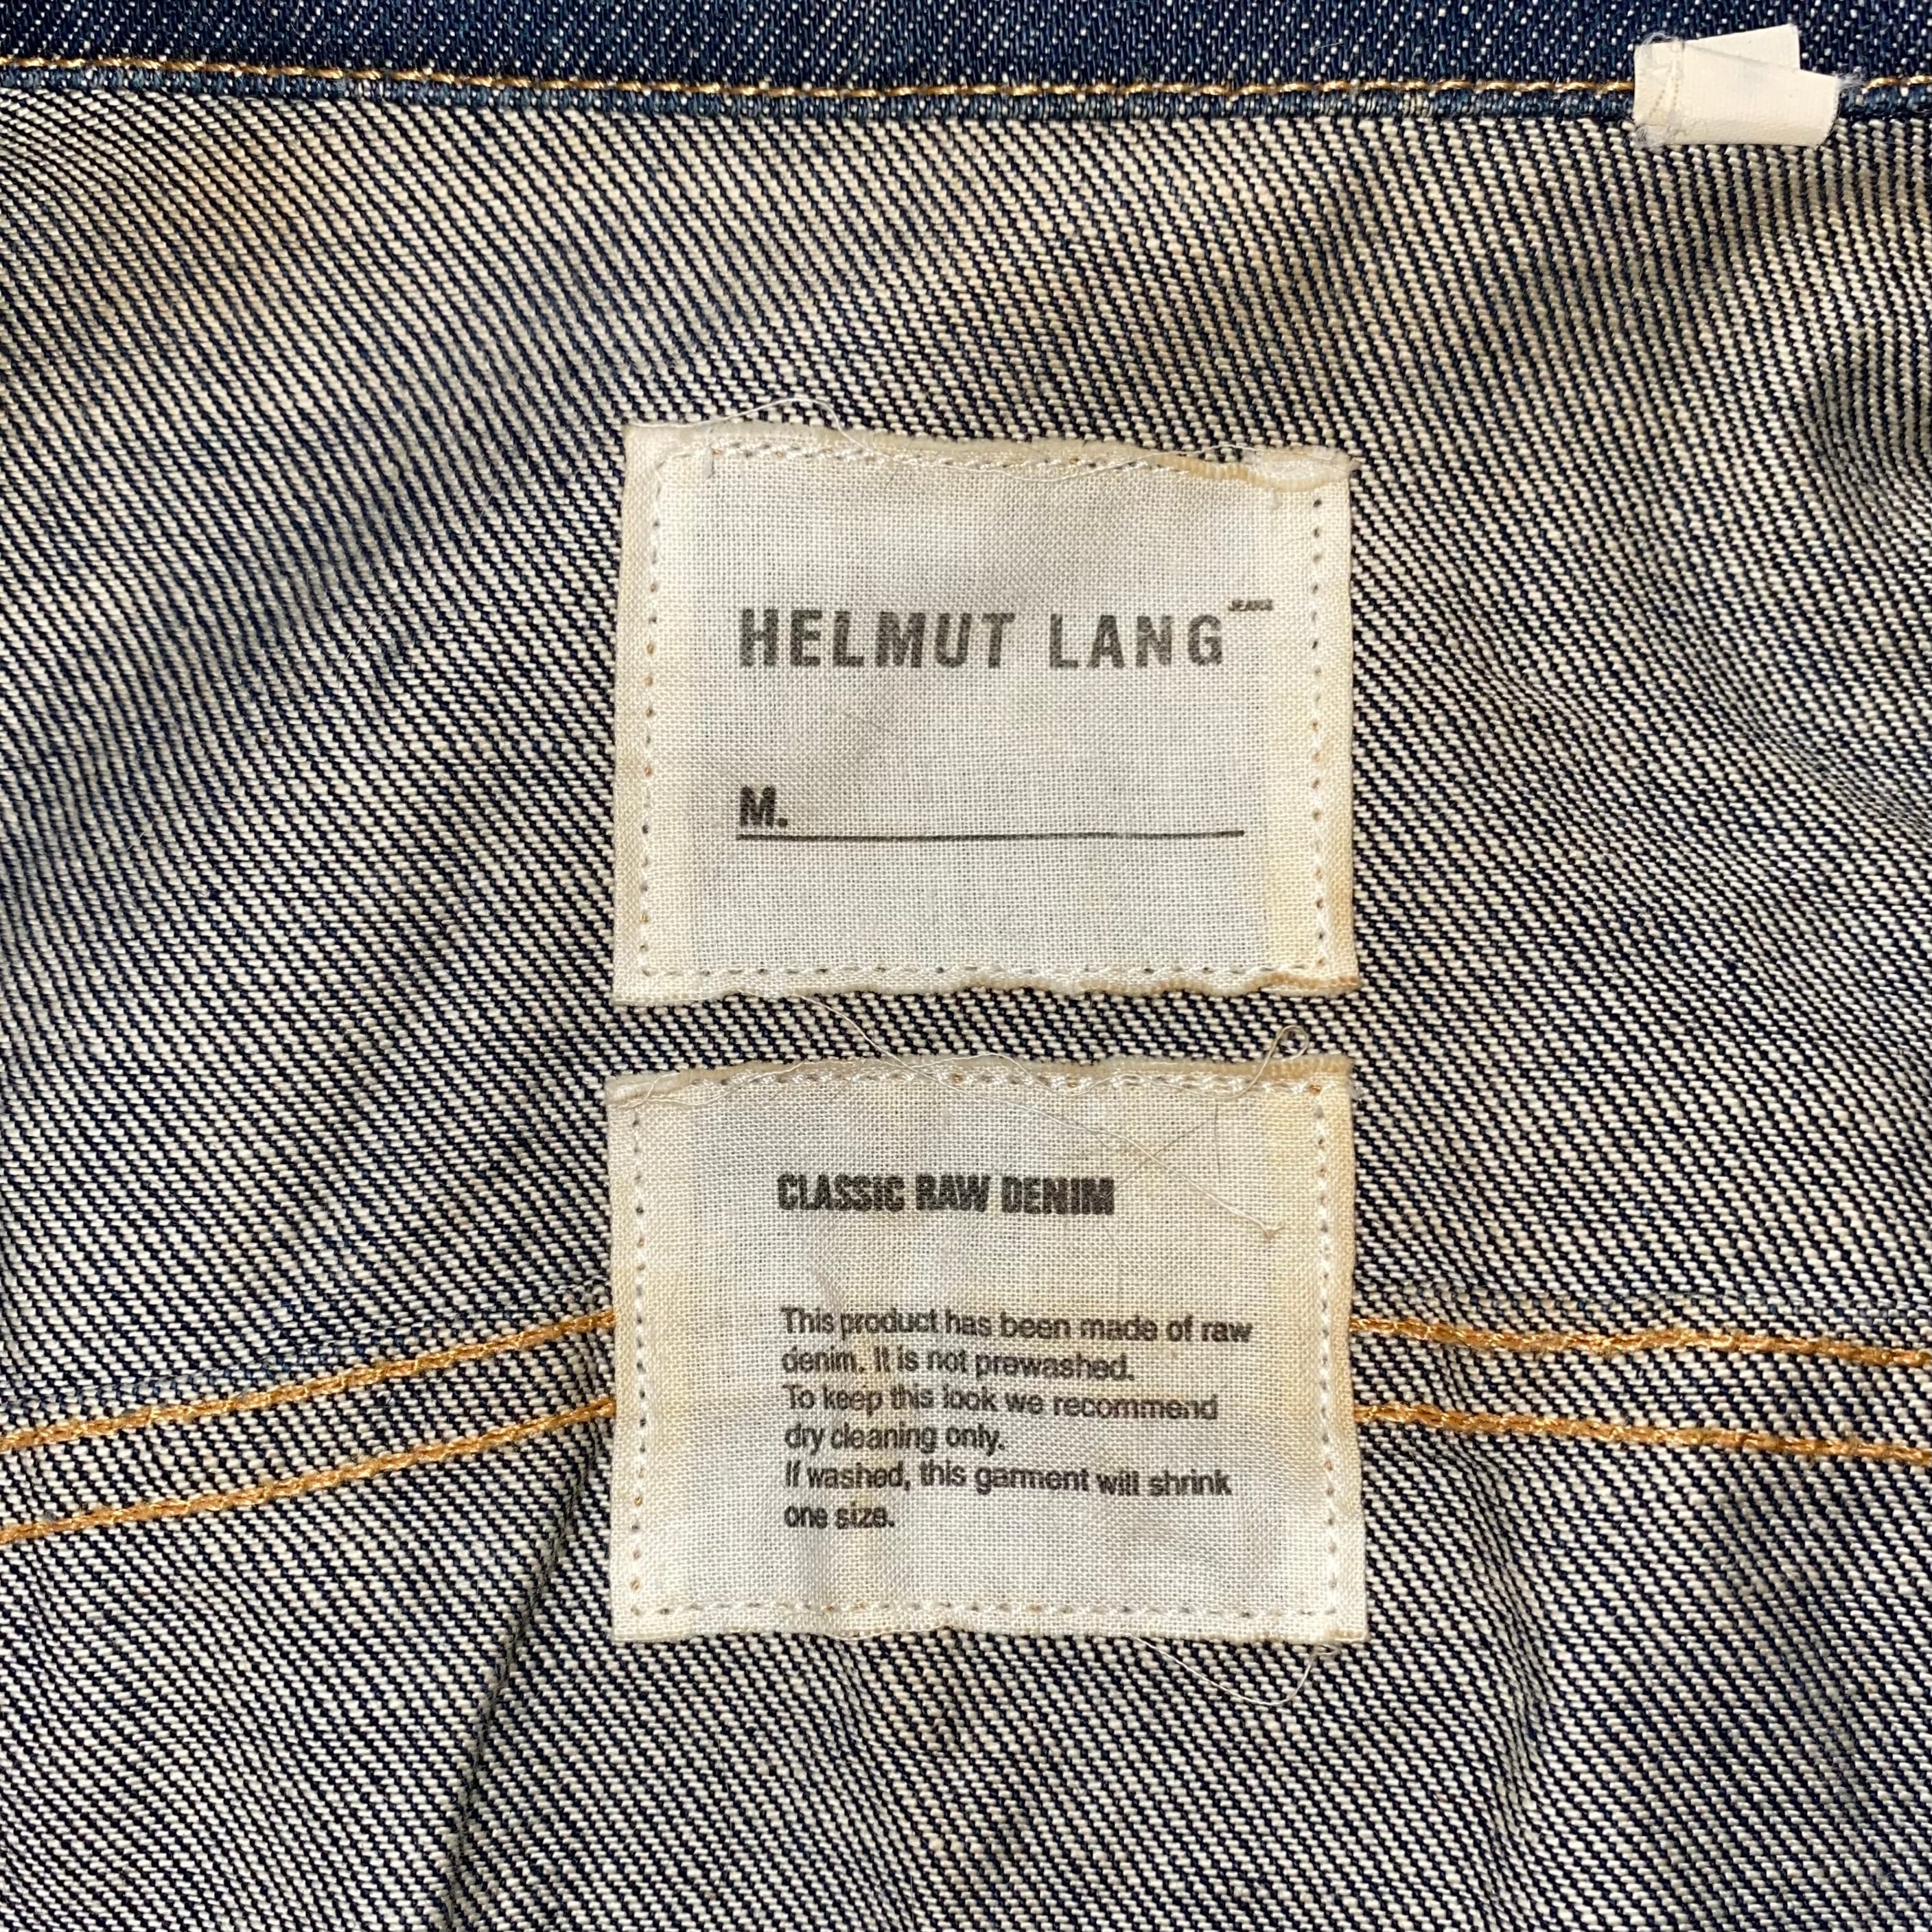 HELMUT LANG JEANS
M.
CLASSIC RAW DENIM
This product has been made of raw
denim. It is not prewashed.
To keep this look we recommend
dry cleaning only.
If washed, this garment will shrink
one size.